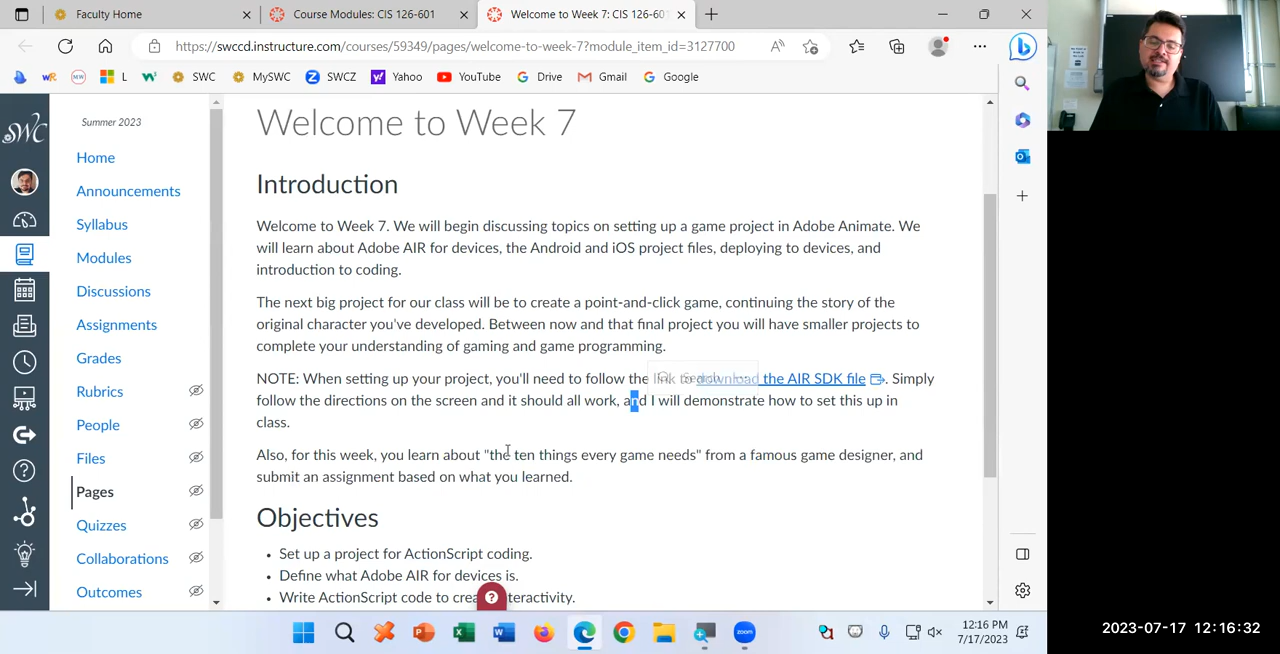 Faculty Home
Course Modules: CIS 126-601
Welcome to Week 7: CIS 126-601
https://swccd.instructure.com/courses/59349/pages/welcome-to-week-7?module_item_id=3127700
L
SWC
MySWC
SWCZ
Yahoo
YouTube
Drive
Gmail
Google
SWC
Summer 2023
Home
Announcements
Syllabus
Modules
Discussions
Assignments
Grades
Rubrics
People
Files
Pages
Quizzes
Collaborations
Outcomes
Welcome to Week 7
Introduction
Welcome to Week 7. We will begin discussing topics on setting up a game project in Adobe Animate. We
will learn about Adobe AIR for devices, the Android and iOS project files, deploying to devices, and
introduction to coding.
The next big project for our class will be to create a point-and-click game, continuing the story of the
original character you've developed. Between now and that final project you will have smaller projects to
complete your understanding of gaming and game programming.
NOTE: When setting up your project, you'll need to follow the link to download the AIR SDK file. Simply
follow the directions on the screen and it should all work, and I will demonstrate how to set this up in
class.
Also, for this week, you learn about "the ten things every game needs" from a famous game designer, and
submit an assignment based on what you learned.
Objectives
Set up a project for ActionScript coding.
Define what Adobe AIR for devices is.
Write ActionScript code to create interactivity.
12:16 PM
7/17/2023
zoom
2023-07-17 12:16:32